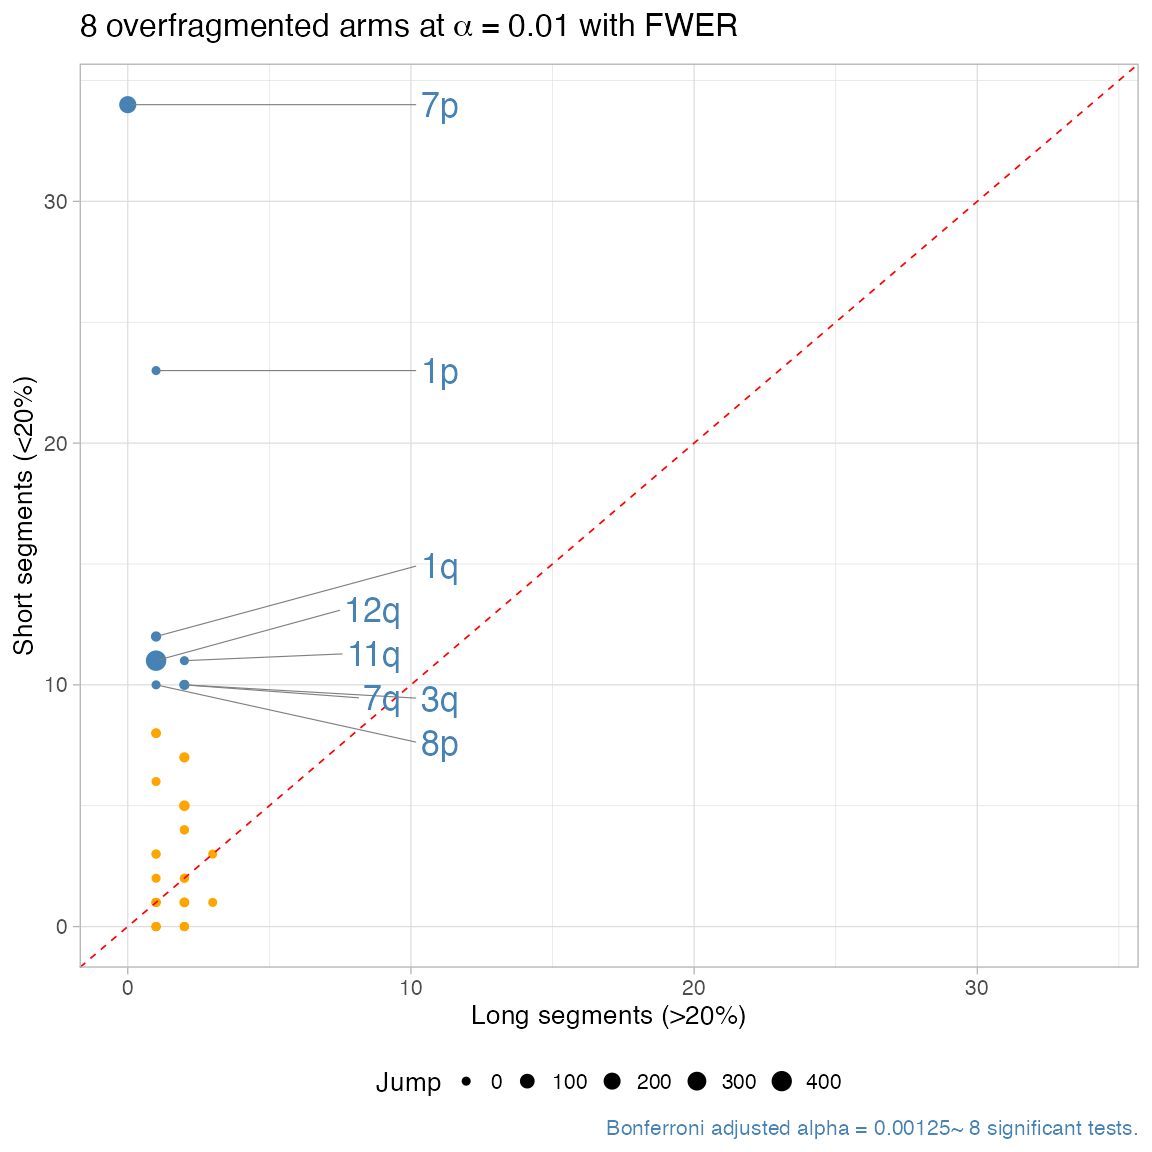 8 overfragmented arms at α = 0.01 with FWER
7p
30
1p
Short segments (<20%)
20
1q
12q
11q
10
7q
3q
8p
0
0 10 20 30
Long segments (>20%)
Jump 0 100 200 300 400
Bonferroni adjusted alpha = 0.00125~ 8 significant tests.